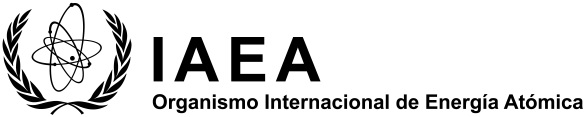 IAEA
Organismo Internacional de Energía Atómica